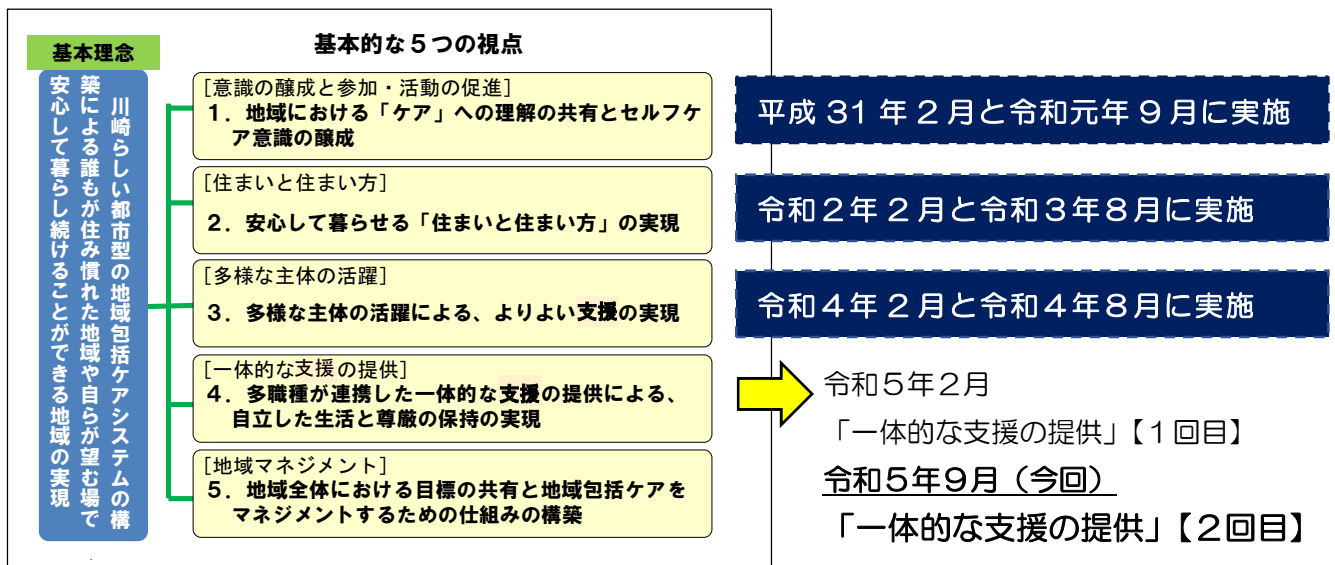 基本理念
川崎らしい都市型の地域包括ケアシステムの構
築による誰もが住み慣れた地域や自らが望む場で
安心して暮らし続けることができる地域の実現
基本的な5つの視点
[意識の醸成と参加・活動の促進]
1．地域における「ケア」への理解の共有とセルフケ
ア意識の醸成
[住まいと住まい方]
2．安心して暮らせる「住まいと住まい方」の実現
[多様な主体の活躍]
3．多様な主体の活躍による、よりよい支援の実現
[一体的な支援の提供]
4．多職種が連携した一体的な支援の提供による、
自立した生活と尊厳の保持の実現
[地域マネジメント]
5．地域全体における目標の共有と地域包括ケアを
マネジメントするための仕組みの構築
平成 31 年 2 月と令和元年 9 月に実施
令和２年 2 月と令和３年８月に実施
令和４年 2 月と令和４年８月に実施
令和５年２月
「一体的な支援の提供」【１回目】
令和５年９月（今回）
「一体的な支援の提供」【２回目】